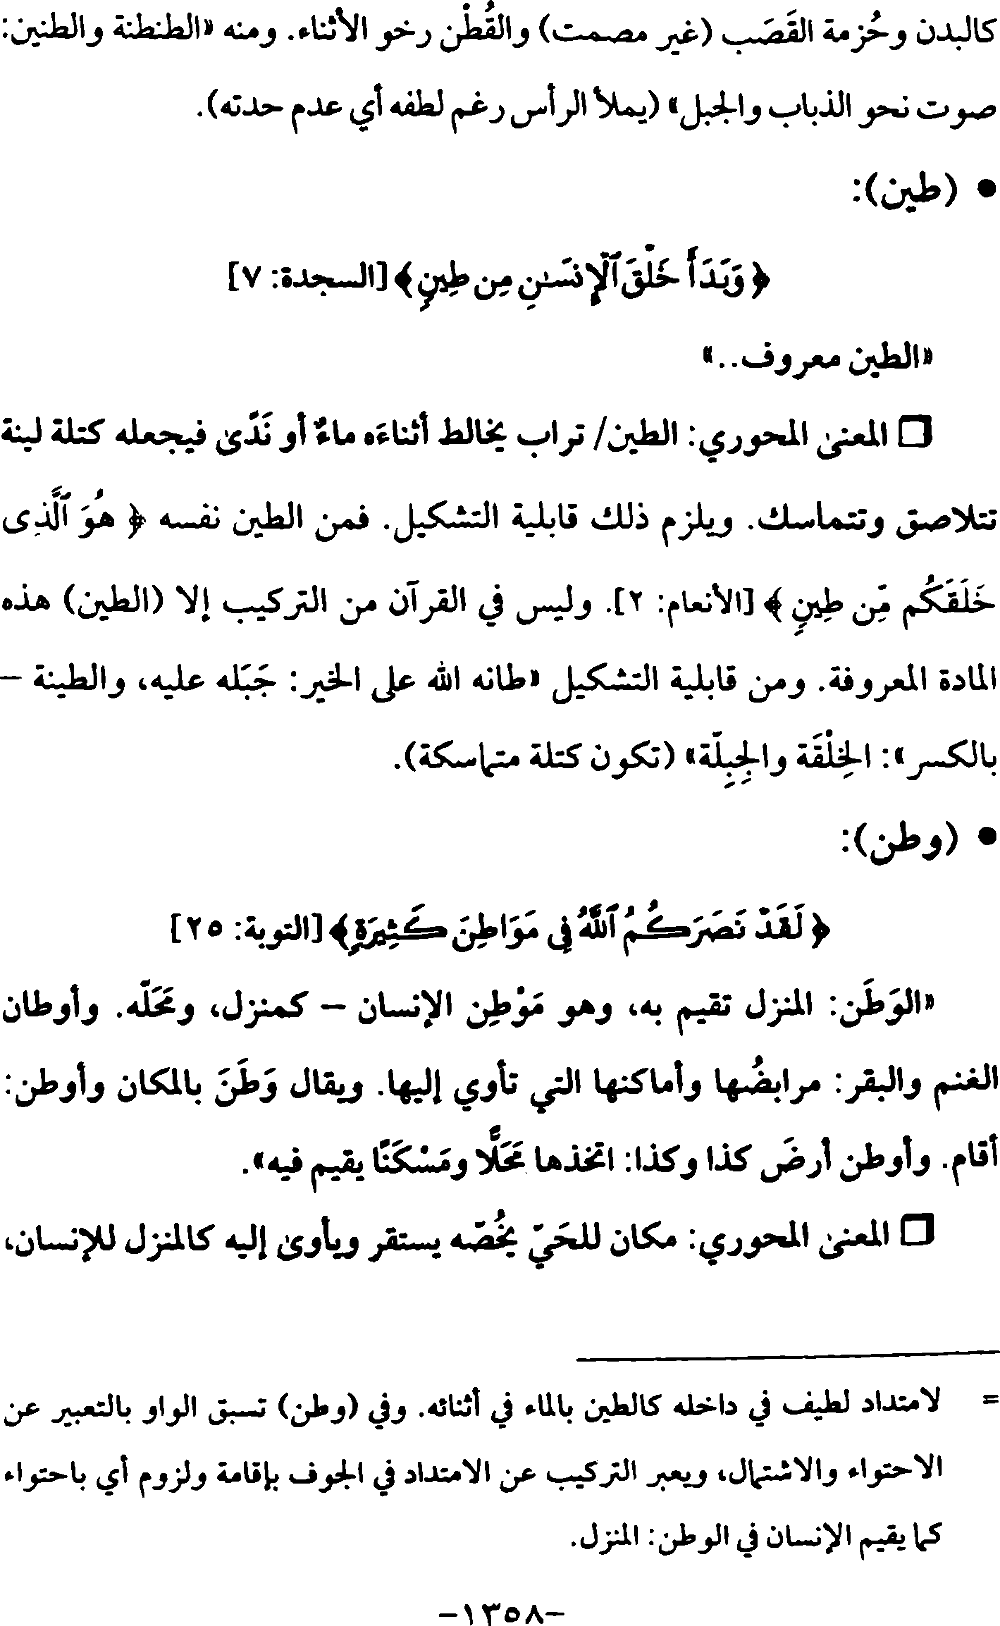 كالبدن وحُزمة القَصَب (غير مصمت) والقُطْن رخو الأثناء. ومنه «الطنطنة والطنين:
صوت نحو الذباب والجبل» (يملأ الرأس رغم لطفه أي عدم حدته).
• (طين):
﴿ وَبَدَأَ خَلْقَ ٱلْإِنسَـٰنِ مِن طِينٍ ﴾ [السجدة: ٧]
«الطين معروف..»
□ المعنىٰ المحوري: الطين/ تراب يخالط أثناءَه ماءٌ أو نَدًىٰ فيجعله كتلة لينة
تتلاصق وتتماسك. ويلزم ذلك قابلية التشكيل. فمن الطين نفسه ﴿ هُوَ ٱلَّذِى
خَلَقَكُم مِّن طِينٍ ﴾ [الأنعام: ٢]. وليس في القرآن من التركيب إلا (الطين) هذه
المادة المعروفة. ومن قابلية التشكيل «طانه الله على الخير: جَبَله عليه، والطينة –
بالكسر»: الخِلْقَة والجِبِلّة» (تكون كتلة متماسكة).
• (وطن):
﴿ لَقَدْ نَصَرَكُمُ ٱللَّهُ فِى مَوَاطِنَ كَثِيرَةٍ ﴾ [التوبة: ٢٥]
«الوَطَن: المنزل تقيم به، وهو مَوْطِن الإنسان – كمنزل، ومَحَلّه. وأوطان
الغنم والبقر: مرابضُها وأماكنها التي تأوي إليها. ويقال وَطَنَ بالمكان وأوطن:
أقام. وأوطن أرضَ كذا وكذا: اتخذها مَحَلًّا ومَسْكَنًا يقيم فيه».
□ المعنىٰ المحوري: مكان للحَيّ يخُصّه يستقر ويأوىٰ إليه كالمنزل للإنسان،
= لامتداد لطيف في داخله كالطين بالماء في أثنائه. وفي (وطن) تسبق الواو بالتعبير عن
الاحتواء والاشتمال، ويعبر التركيب عن الامتداد في الجوف بإقامة ولزوم أي باحتواء
كما يقيم الإنسان في الوطن: المنزل.
-١٣٥٨-